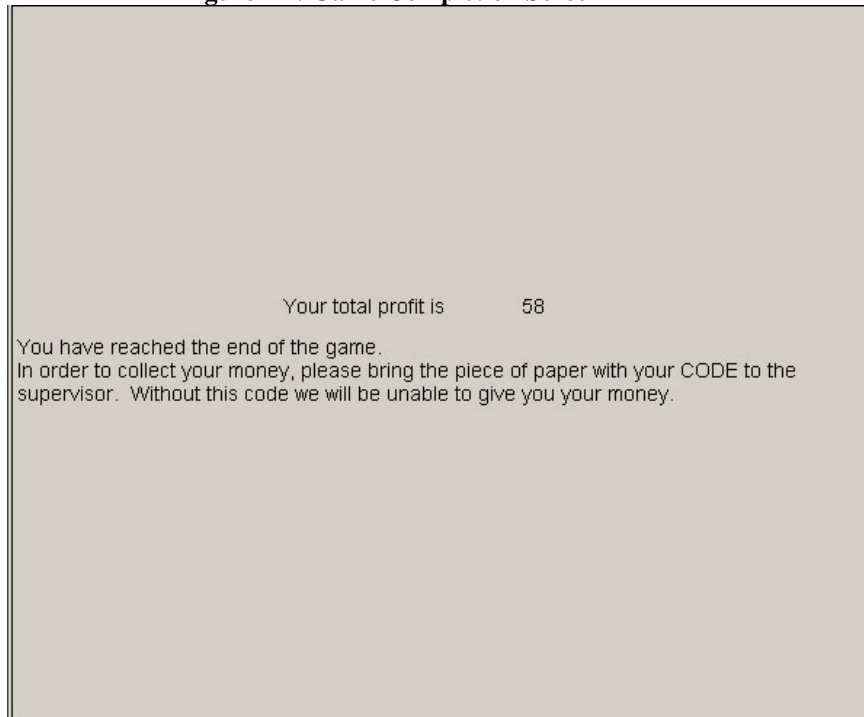 Your total profit is 58
You have reached the end of the game.
In order to collect your money, please bring the piece of paper with your CODE to the
supervisor. Without this code we will be unable to give you your money.